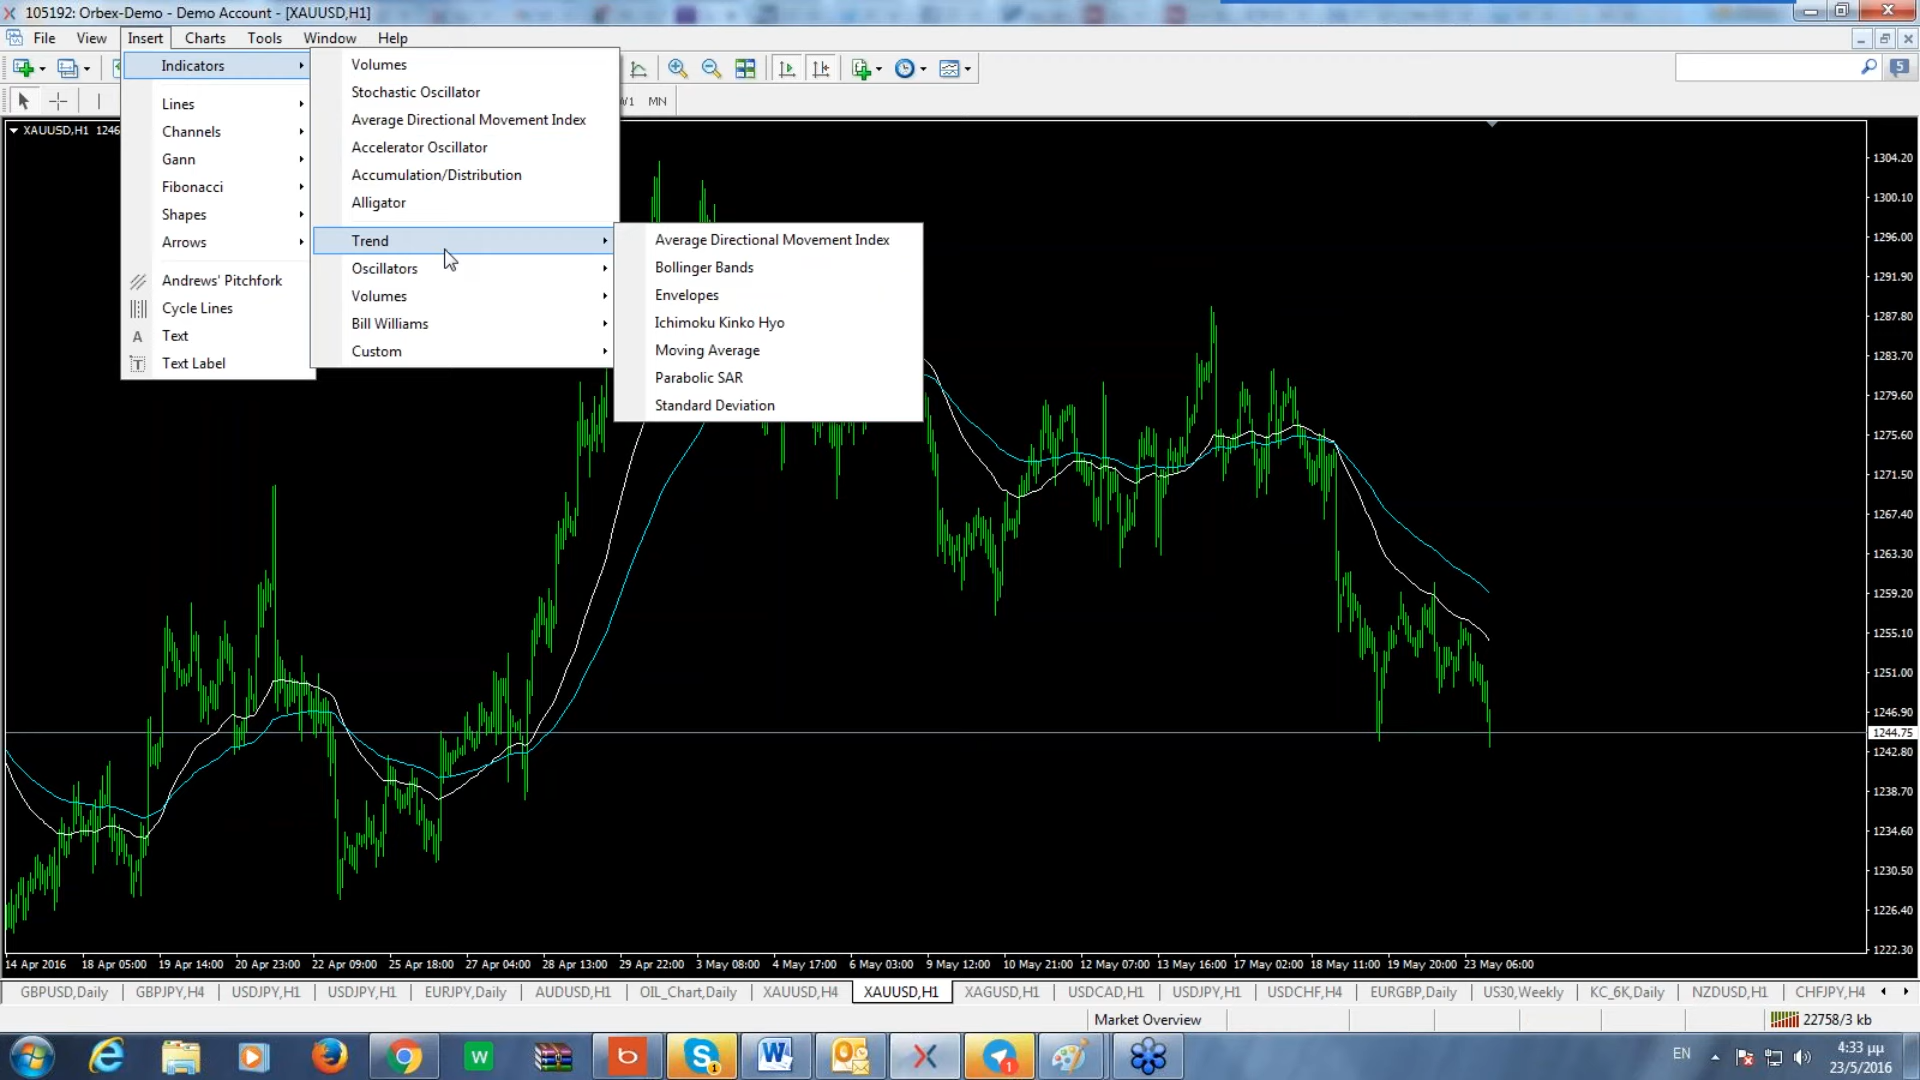 105192: Orbex-Demo - Demo Account - [XAUUSD,H1]
File View Insert Charts Tools Window Help
5
MN
Indicators
Lines
Channels
Gann
Fibonacci
Shapes
Arrows
Andrews' Pitchfork
Cycle Lines
A Text
T Text Label
Volumes
Stochastic Oscillator
Average Directional Movement Index
Accelerator Oscillator
Accumulation/Distribution
Alligator
Trend
Oscillators
Volumes
Bill Williams
Custom
Average Directional Movement Index
Bollinger Bands
Envelopes
Ichimoku Kinko Hyo
Moving Average
Parabolic SAR
Standard Deviation
XAUUSD,H1 1246
1304.20
1300.10
1296.00
1291.90
1287.80
1283.70
1279.60
1275.60
1271.50
1267.40
1263.30
1259.20
1255.10
1251.00
1246.90
1244.75
1242.80
1238.70
1234.60
1230.50
1226.40
1222.30
14 Apr 2016 18 Apr 05:00 19 Apr 14:00 20 Apr 23:00 22 Apr 09:00 25 Apr 18:00 27 Apr 04:00 28 Apr 13:00 29 Apr 22:00 3 May 08:00 4 May 17:00 6 May 03:00 9 May 12:00 10 May 21:00 12 May 07:00 13 May 16:00 17 May 02:00 18 May 11:00 19 May 20:00 23 May 06:00
GBPUSD,Daily GBPJPY,H4 USDJPY,H1 USDJPY,H1 EURJPY,Daily AUDUSD,H1 OIL_Chart,Daily XAUUSD,H4 XAUUSD,H1 XAGUSD,H1 USDCAD,H1 USDJPY,H1 USDCHF,H4 EURGBP,Daily US30,Weekly KC_6K,Daily NZDUSD,H1 CHFJPY,H4
Market Overview
22758/3 kb
EN
4:33 μμ
23/5/2016